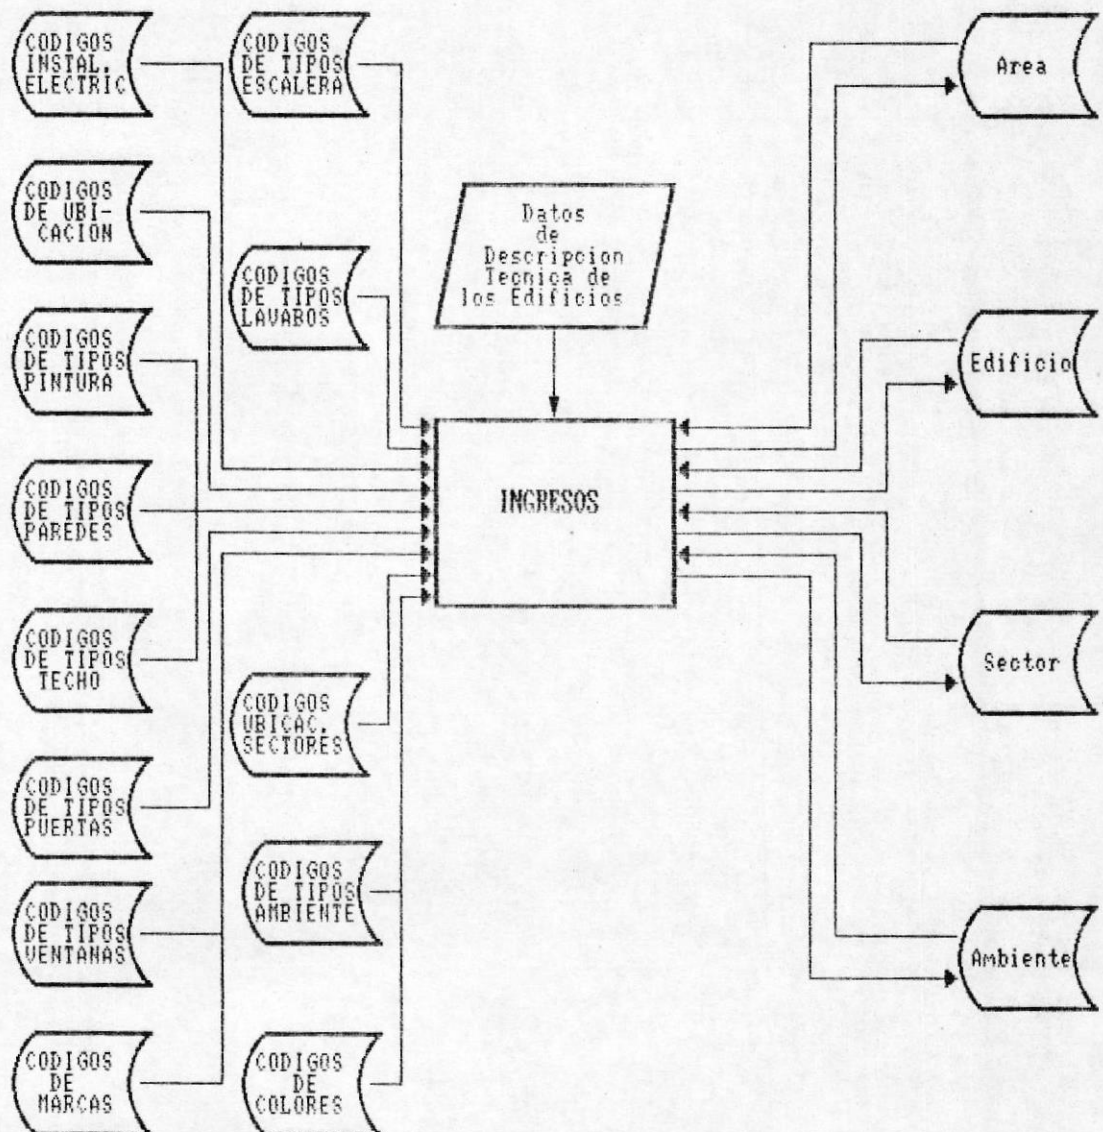 CODIGOS
INSTAL.
ELECTRIC
CODIGOS
DE TIPOS
ESCALERA
Area
CODIGOS
DE UBI-
CACION
Datos
de
Descripcion
Tecnica de
los Edificios
CODIGOS
DE TIPOS
LAVABOS
CODIGOS
DE TIPOS
PINTURA
Edificio
CODIGOS
DE TIPOS
PAREDES
INGRESOS
CODIGOS
DE TIPOS
TECHO
Sector
CODIGOS
UBICAC.
SECTORES
CODIGOS
DE TIPOS
PUERTAS
CODIGOS
DE TIPOS
AMBIENTE
CODIGOS
DE TIPOS
VENTANAS
Ambiente
CODIGOS
DE
MARCAS
CODIGOS
DE
COLORES